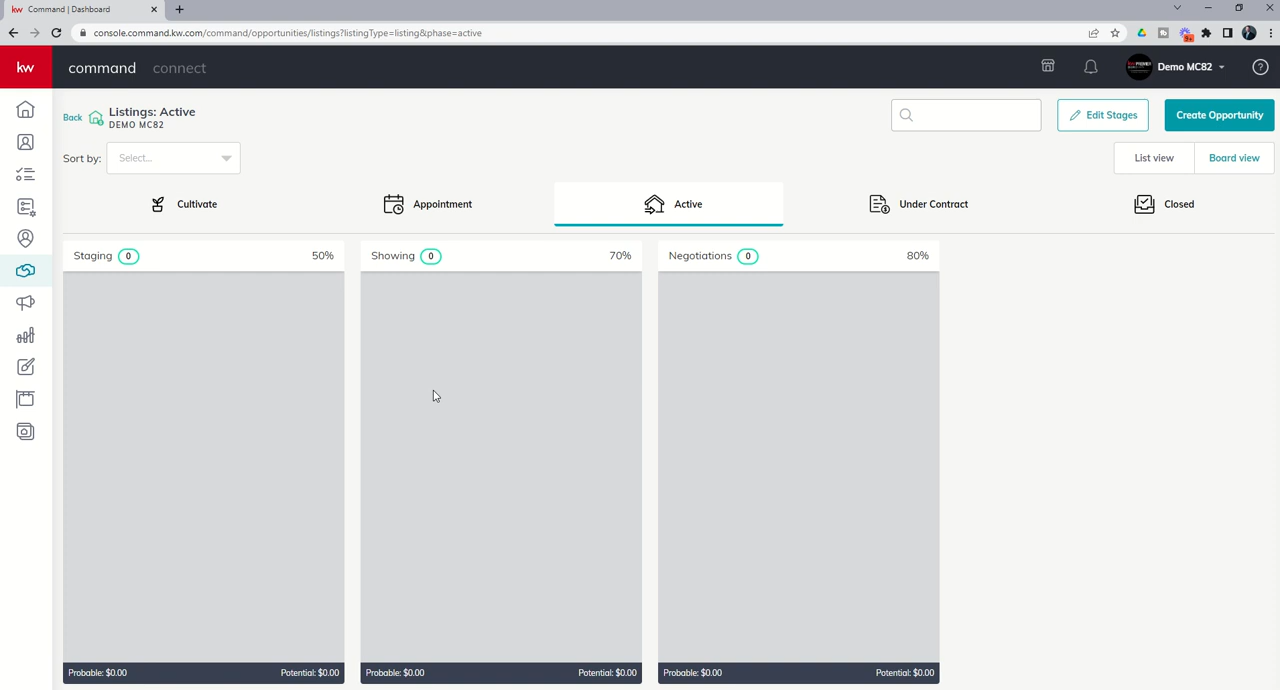 kw Command | Dashboard
console.command.kw.com/command/opportunities/listings?listingType=listing&phase=active
9+
kw command connect
Demo MC82
Back Listings: Active
DEMO MC82
Edit Stages
Create Opportunity
Sort by: Select...
List view Board view
Cultivate Appointment Active Under Contract Closed
Staging 0 50% Showing 0 70% Negotiations 0 80%
Probable: $0.00 Potential: $0.00 Probable: $0.00 Potential: $0.00 Probable: $0.00 Potential: $0.00